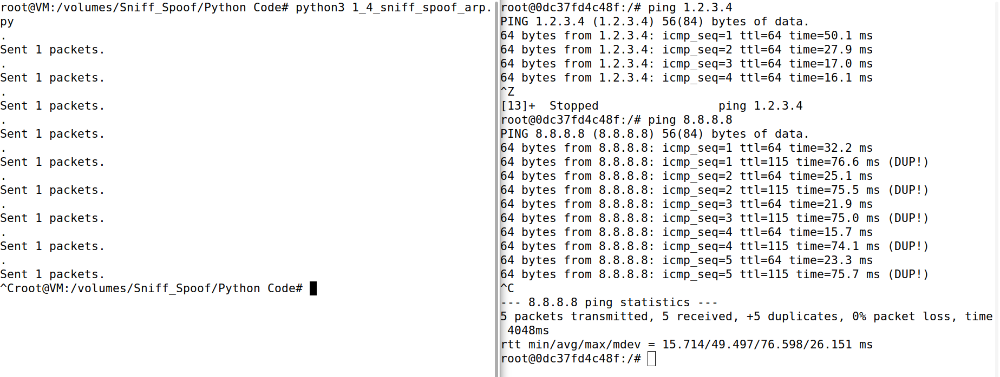 root@VM:/volumes/Sniff_Spoof/Python Code# python3 1_4_sniff_spoof_arp.
py
.
Sent 1 packets.
.
Sent 1 packets.
.
Sent 1 packets.
.
Sent 1 packets.
.
Sent 1 packets.
.
Sent 1 packets.
.
Sent 1 packets.
.
Sent 1 packets.
.
Sent 1 packets.
^Croot@VM:/volumes/Sniff_Spoof/Python Code#
root@0dc37fd4c48f:/# ping 1.2.3.4
PING 1.2.3.4 (1.2.3.4) 56(84) bytes of data.
64 bytes from 1.2.3.4: icmp_seq=1 ttl=64 time=50.1 ms
64 bytes from 1.2.3.4: icmp_seq=2 ttl=64 time=27.9 ms
64 bytes from 1.2.3.4: icmp_seq=3 ttl=64 time=17.0 ms
64 bytes from 1.2.3.4: icmp_seq=4 ttl=64 time=16.1 ms
^Z
[13]+  Stopped                 ping 1.2.3.4
root@0dc37fd4c48f:/# ping 8.8.8.8
PING 8.8.8.8 (8.8.8.8) 56(84) bytes of data.
64 bytes from 8.8.8.8: icmp_seq=1 ttl=64 time=32.2 ms
64 bytes from 8.8.8.8: icmp_seq=1 ttl=115 time=76.6 ms (DUP!)
64 bytes from 8.8.8.8: icmp_seq=2 ttl=64 time=25.1 ms
64 bytes from 8.8.8.8: icmp_seq=2 ttl=115 time=75.5 ms (DUP!)
64 bytes from 8.8.8.8: icmp_seq=3 ttl=64 time=21.9 ms
64 bytes from 8.8.8.8: icmp_seq=3 ttl=115 time=75.0 ms (DUP!)
64 bytes from 8.8.8.8: icmp_seq=4 ttl=64 time=15.7 ms
64 bytes from 8.8.8.8: icmp_seq=4 ttl=115 time=74.1 ms (DUP!)
64 bytes from 8.8.8.8: icmp_seq=5 ttl=64 time=23.3 ms
64 bytes from 8.8.8.8: icmp_seq=5 ttl=115 time=75.7 ms (DUP!)
^C
--- 8.8.8.8 ping statistics ---
5 packets transmitted, 5 received, +5 duplicates, 0% packet loss, time
 4048ms
rtt min/avg/max/mdev = 15.714/49.497/76.598/26.151 ms
root@0dc37fd4c48f:/#